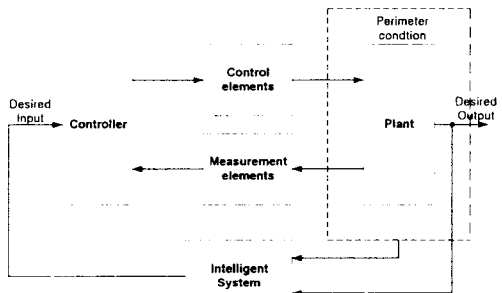 Perimeter
condtion
Control
elements
Desired
Input
Controller
Plant
Desired
Output
Measurement
elements
Intelligent
System